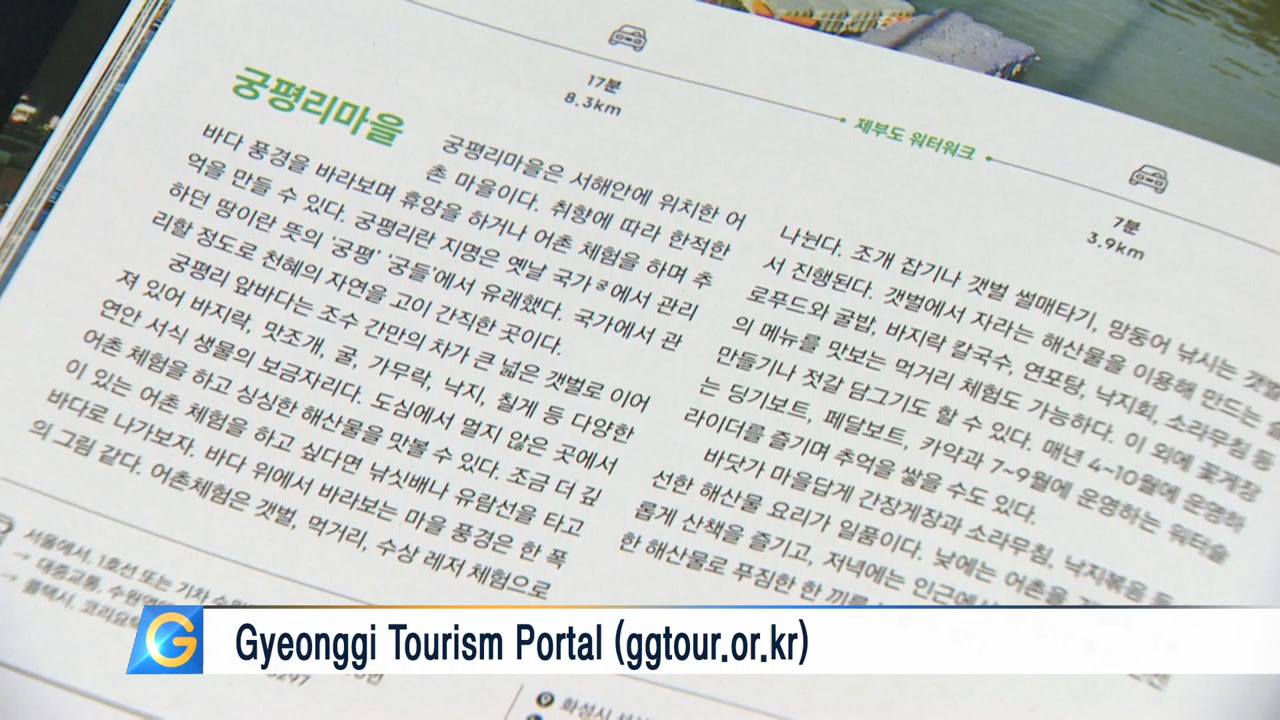 17분
8.3km
제부도 워터워크
7분
3.9km
궁평리마을
궁평리마을은 서해안에 위치한 어
촌 마을이다. 취향에 따라 한적한
바다 풍경을 바라보며 휴양을 하거나 어촌 체험을 하며 추
억을 만들 수 있다. 궁평리란 지명은 옛날 국가 궁에서 관리
하던 땅이란 뜻의 '궁평' '궁들'에서 유래했다. 국가에서 관
리할 정도로 천혜의 자연을 고이 간직한 곳이다.
궁평리 앞바다는 조수 간만의 차가 큰 넓은 갯벌로 이어
져 있어 바지락, 맛조개, 굴, 가무락, 낙지, 칠게 등 다양한
연안 서식 생물의 보금자리다. 도심에서 멀지 않은 곳에서
어촌 체험을 하고 싱싱한 해산물을 맛볼 수 있다. 조금 더 깊
이 있는 어촌 체험을 하고 싶다면 낚싯배나 유람선을 타고
바다로 나가보자. 바다 위에서 바라보는 마을 풍경은 한 폭
의 그림 같다. 어촌체험은 갯벌, 먹거리, 수상 레저 체험으로
나뉜다. 조개 잡기나 갯벌 썰매타기, 망둥어 낚시는 갯벌
서 진행된다. 갯벌에서 자라는 해산물을 이용해 만드는
로푸드와 굴밥, 바지락 칼국수, 연포탕, 낙지회, 소라무침 등
의 메뉴를 맛보는 먹거리 체험도 가능하다. 이 외에 꽃게장
만들기나 젓갈 담그기도 할 수 있다. 매년 4~10월에 운영하
는 딩기보트, 페달보트, 카약과 7~9월에 운영하는 워터슬
라이더를 즐기며 추억을 쌓을 수도 있다.
바닷가 마을답게 간장게장과 소라무침, 낙지볶음 등
선한 해산물 요리가 일품이다. 낮에는 어촌을
롭게 산책을 즐기고, 저녁에는 인근에
한 해산물로 푸짐한 한 끼를
서울에서, 1호선 또는 기차
→ 대중교통, 수원역
→ 택시,
G Gyeonggi Tourism Portal (ggtour.or.kr)
화성시